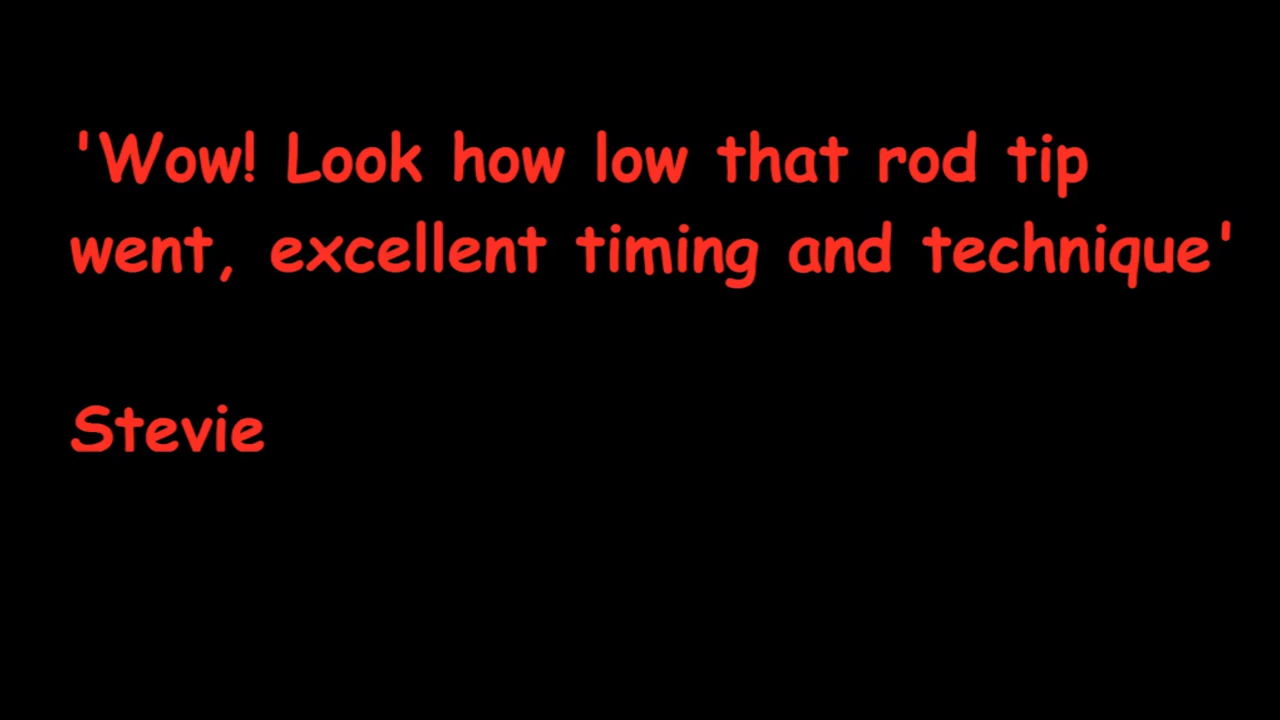 'Wow! Look how low that rod tip
went, excellent timing and technique'
Stevie